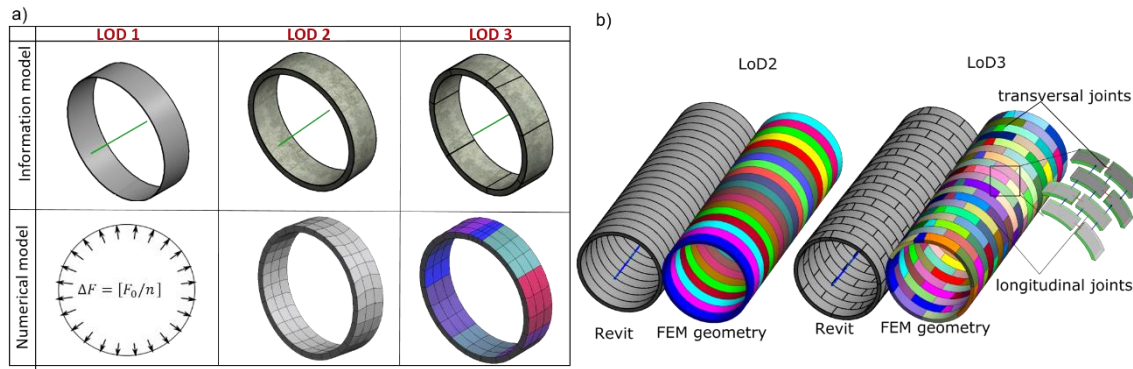 a)
LOD 1 LOD 2 LOD 3
Information model
Numerical model
ΔF = [F₀/n]
b)
LoD2 LoD3
transversal joints
longitudinal joints
Revit FEM geometry Revit FEM geometry